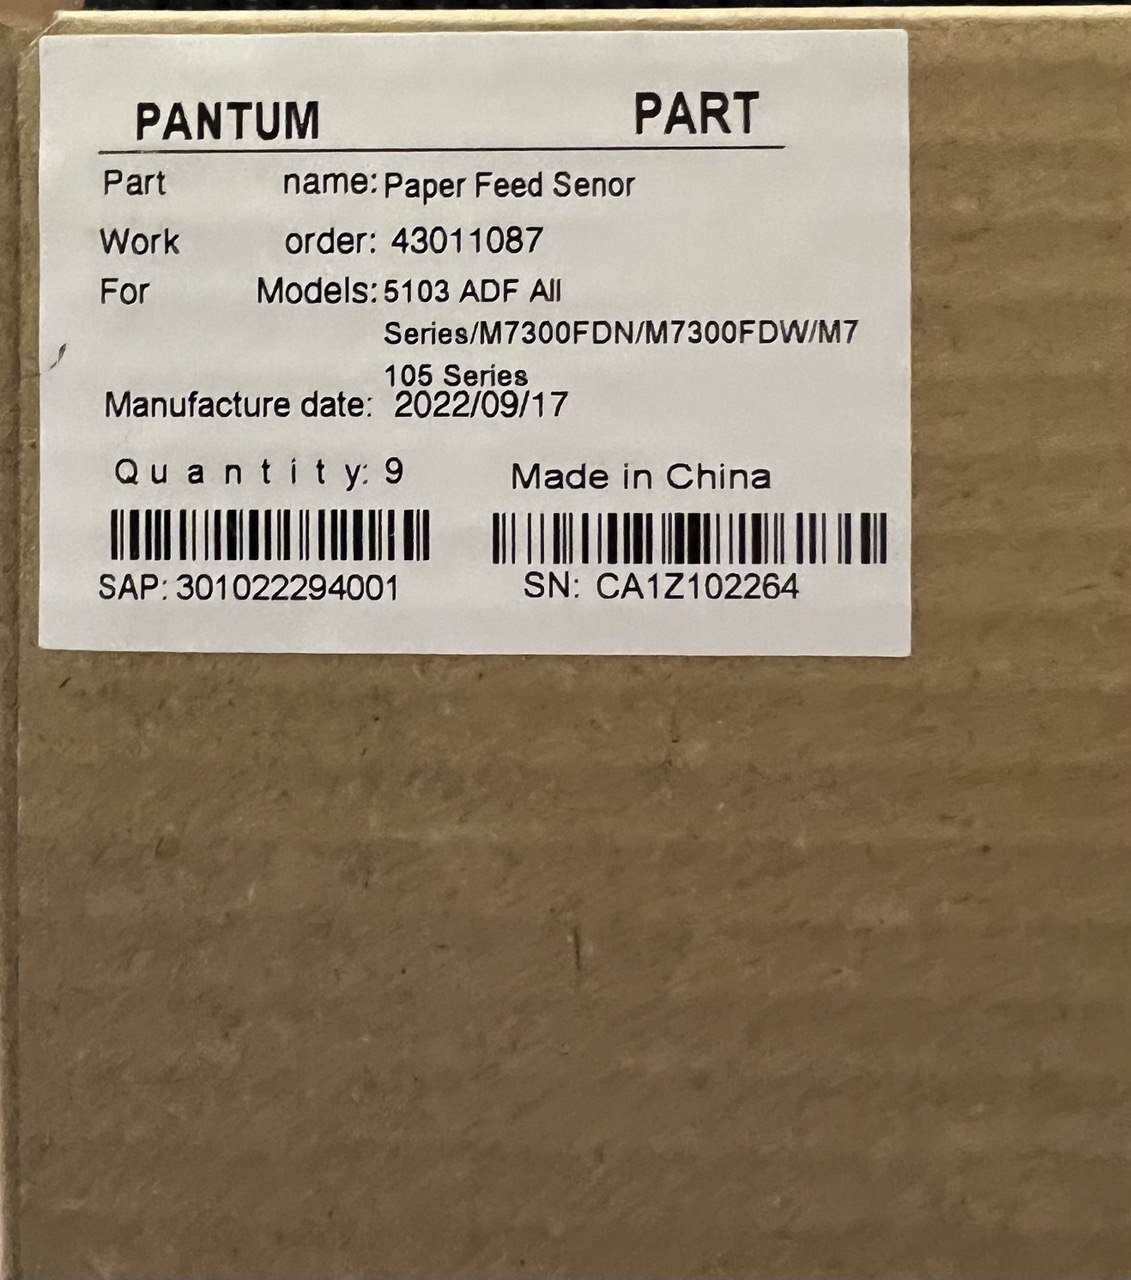 PANTUM PART
Part name: Paper Feed Senor
Work order: 43011087
For Models: 5103 ADF All
Series/M7300FDN/M7300FDW/M7
105 Series
Manufacture date: 2022/09/17
Quantity: 9 Made in China
SAP: 301022294001 SN: CA1Z102264